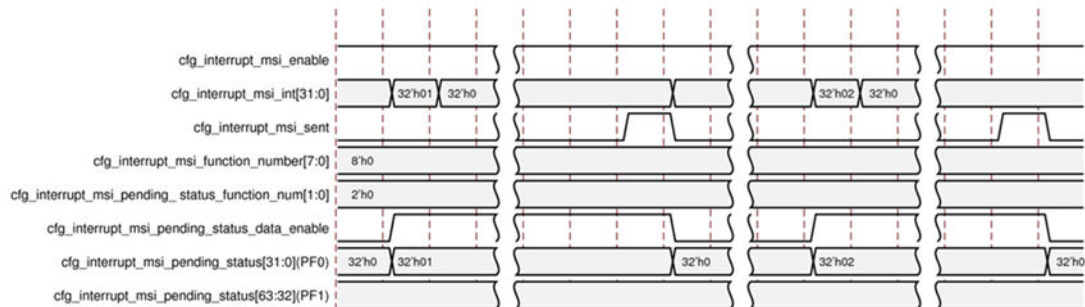 cfg_interrupt_msi_enable
cfg_interrupt_msi_int[31:0] 32'h01 32'h0 32'h02 32'h0
cfg_interrupt_msi_sent
cfg_interrupt_msi_function_number[7:0] 8'h0
cfg_interrupt_msi_pending_ status_function_num[1:0] 2'h0
cfg_interrupt_msi_pending_status_data_enable
cfg_interrupt_msi_pending_status[31:0](PF0) 32'h0 32'h01 32'h0 32'h02 32'h0
cfg_interrupt_msi_pending_status[63:32](PF1)